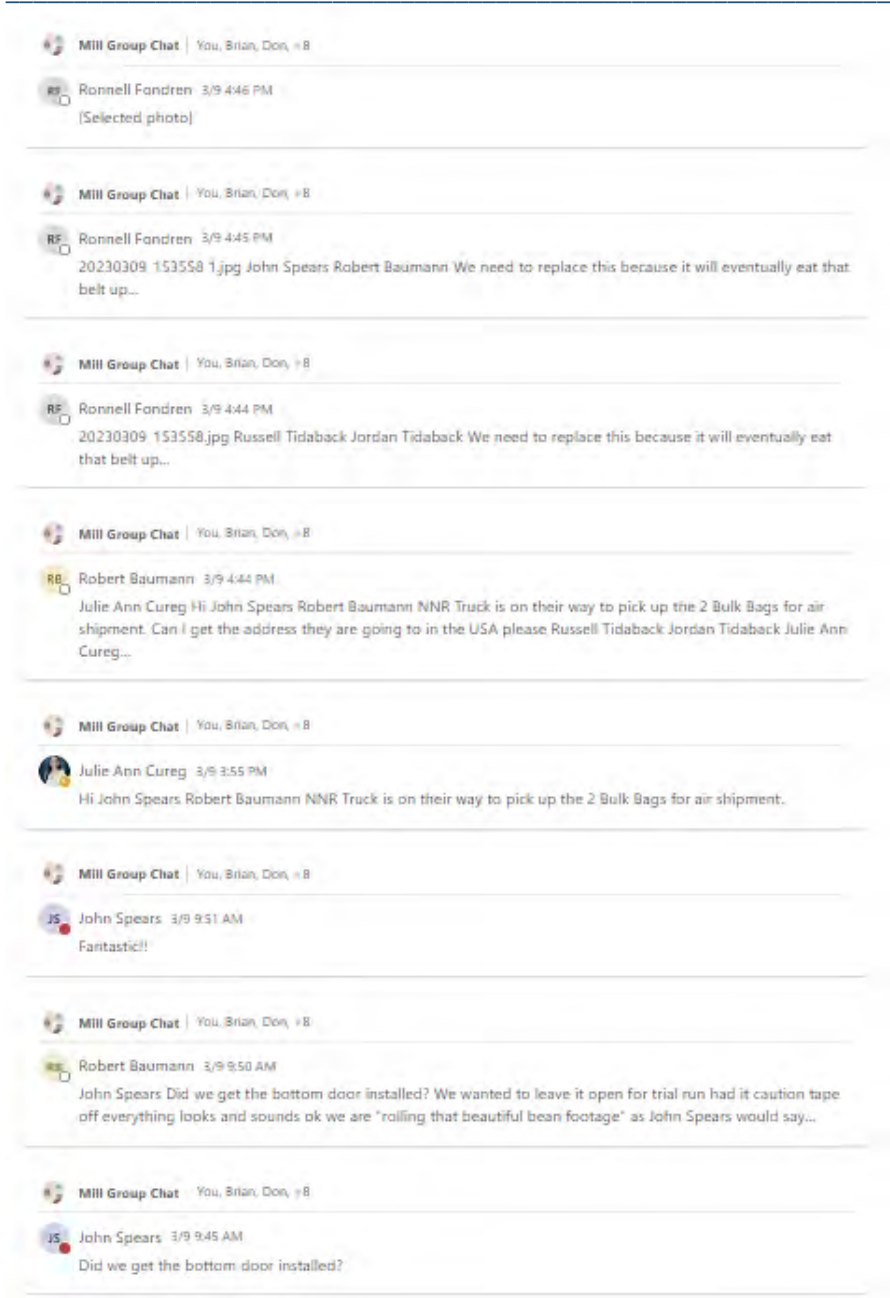 Mill Group Chat | You, Brian, Don, +8
RF Ronnell Fondren 3/9 4:46 PM
[Selected photo]
Mill Group Chat | You, Brian, Don, +8
RF Ronnell Fondren 3/9 4:45 PM
20230309_153558 1.jpg John Spears Robert Baumann We need to replace this because it will eventually eat that
belt up...
Mill Group Chat | You, Brian, Don, +8
RF Ronnell Fondren 3/9 4:44 PM
20230309_153558.jpg Russell Tidaback Jordan Tidaback We need to replace this because it will eventually eat
that belt up...
Mill Group Chat | You, Brian, Don, +8
RB Robert Baumann 3/9 4:44 PM
Julie Ann Cureg Hi John Spears Robert Baumann NNR Truck is on their way to pick up the 2 Bulk Bags for air
shipment. Can I get the address they are going to in the USA please Russell Tidaback Jordan Tidaback Julie Ann
Cureg...
Mill Group Chat | You, Brian, Don, +8
Julie Ann Cureg 3/9 3:55 PM
Hi John Spears Robert Baumann NNR Truck is on their way to pick up the 2 Bulk Bags for air shipment.
Mill Group Chat | You, Brian, Don, +8
JS John Spears 3/9 9:51 AM
Fantastic!!
Mill Group Chat | You, Brian, Don, +8
RB Robert Baumann 3/9 9:50 AM
John Spears Did we get the bottom door installed? We wanted to leave it open for trial run had it caution tape
off everything looks and sounds ok we are "rolling that beautiful bean footage" as John Spears would say...
Mill Group Chat You, Brian, Don, +8
JS John Spears 3/9 9:45 AM
Did we get the bottom door installed?